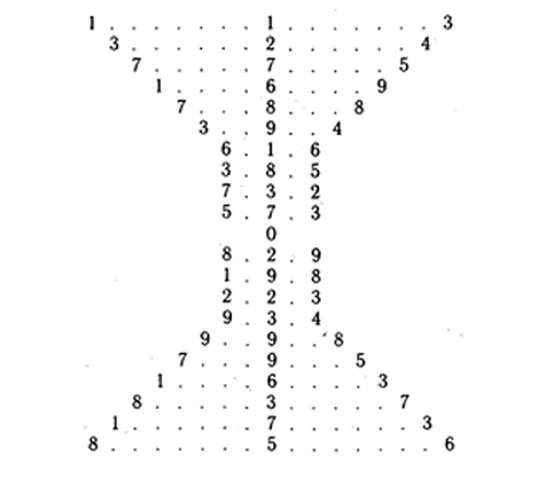 1 . . . . . . . 1 . . . . . . . 3
3 . . . . . . 2 . . . . . . 4
7 . . . . . 7 . . . . . 5
1 . . . . 6 . . . . 9
7 . . . 8 . . . 8
3 . . 9 . . 4
6 . 1 . 6
3 . 8 . 5
7 . 3 . 2
5 . 7 . 3
0
8 . 2 . 9
1 . 9 . 8
2 . 2 . 3
9 . 3 . 4
9 . . 9 . . 8
7 . . . 9 . . . 5
1 . . . . 6 . . . . 3
8 . . . . . 3 . . . . . 7
1 . . . . . . 7 . . . . . . 3
8 . . . . . . . 5 . . . . . . . 6